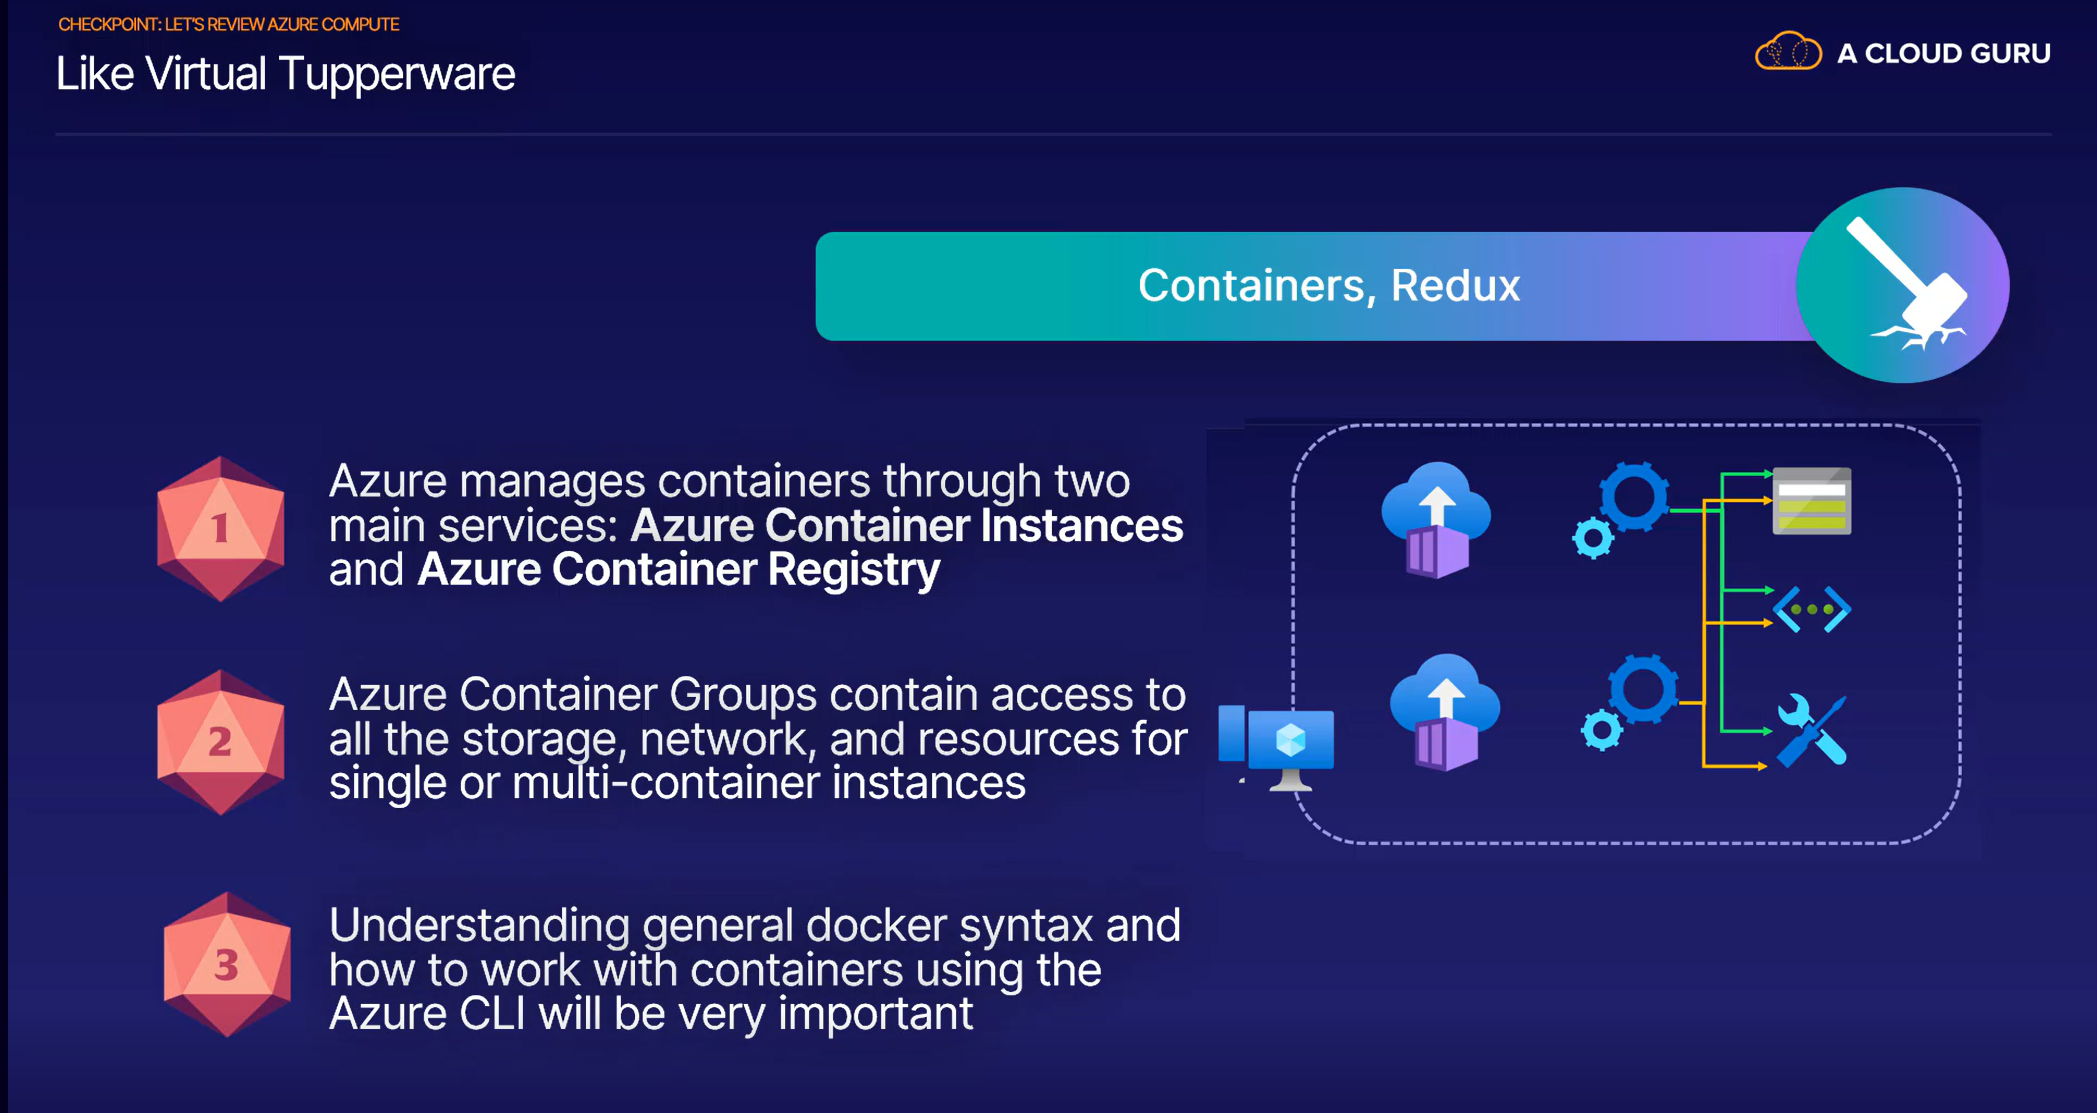 CHECKPOINT: LET'S REVIEW AZURE COMPUTE
Like Virtual Tupperware
A CLOUD GURU
Containers, Redux
1
Azure manages containers through two
main services: Azure Container Instances
and Azure Container Registry
2
Azure Container Groups contain access to
all the storage, network, and resources for
single or multi-container instances
3
Understanding general docker syntax and
how to work with containers using the
Azure CLI will be very important